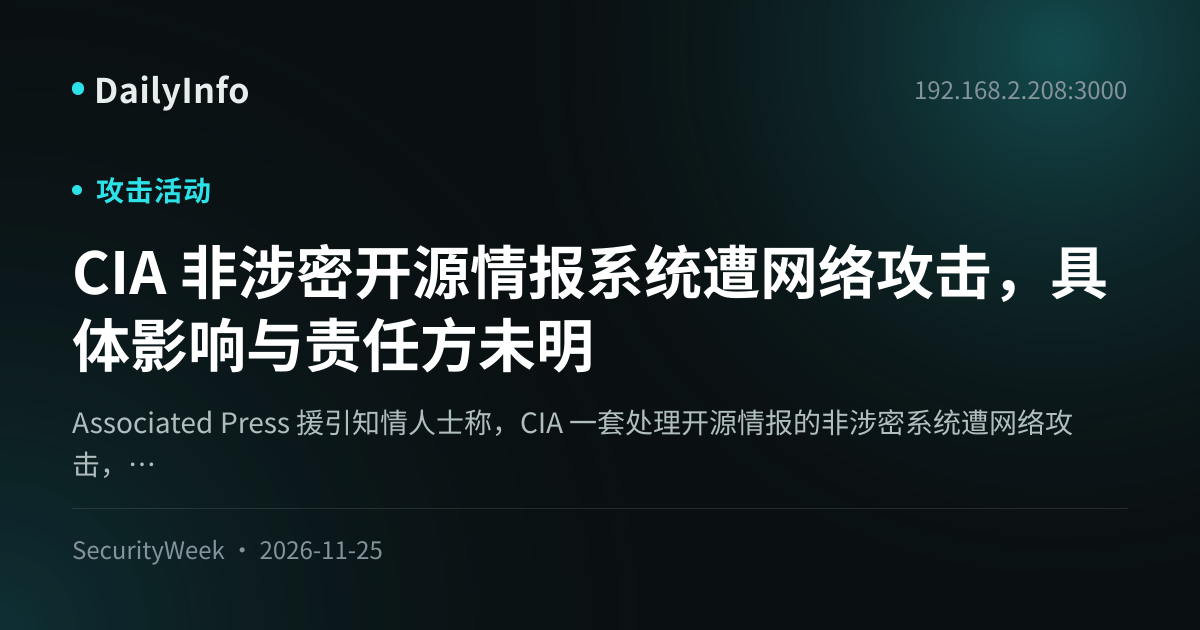 DailyInfo
192.168.2.208:3000
攻击活动
CIA 非涉密开源情报系统遭网络攻击，具
体影响与责任方未明
Associated Press 援引知情人士称，CIA 一套处理开源情报的非涉密系统遭网络攻
击，…
SecurityWeek · 2026-11-25